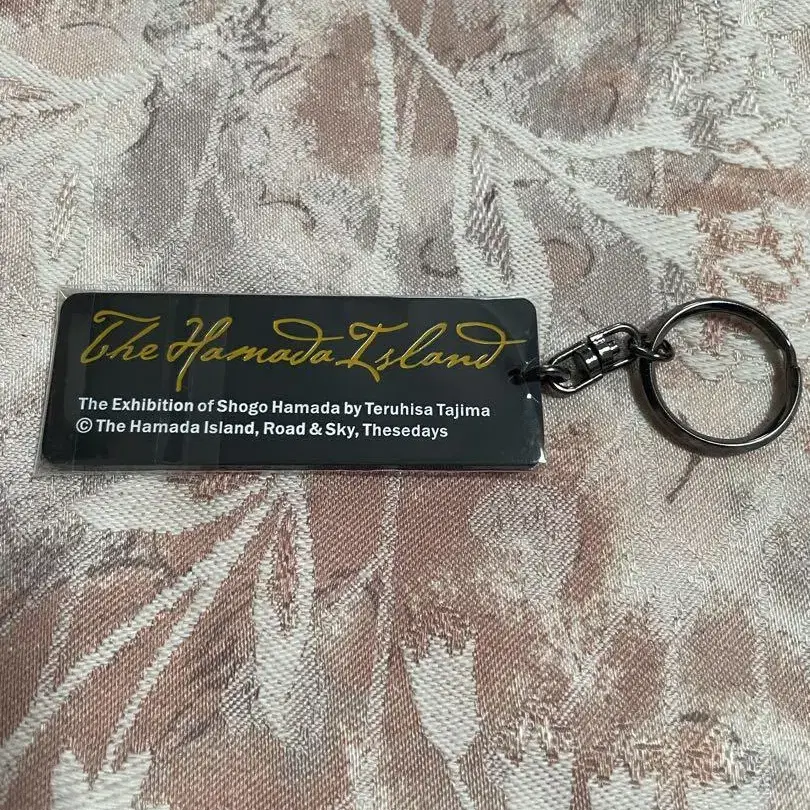 The Hamada Island
The Exhibition of Shogo Hamada by Teruhisa Tajima
© The Hamada Island, Road & Sky, Thesedays